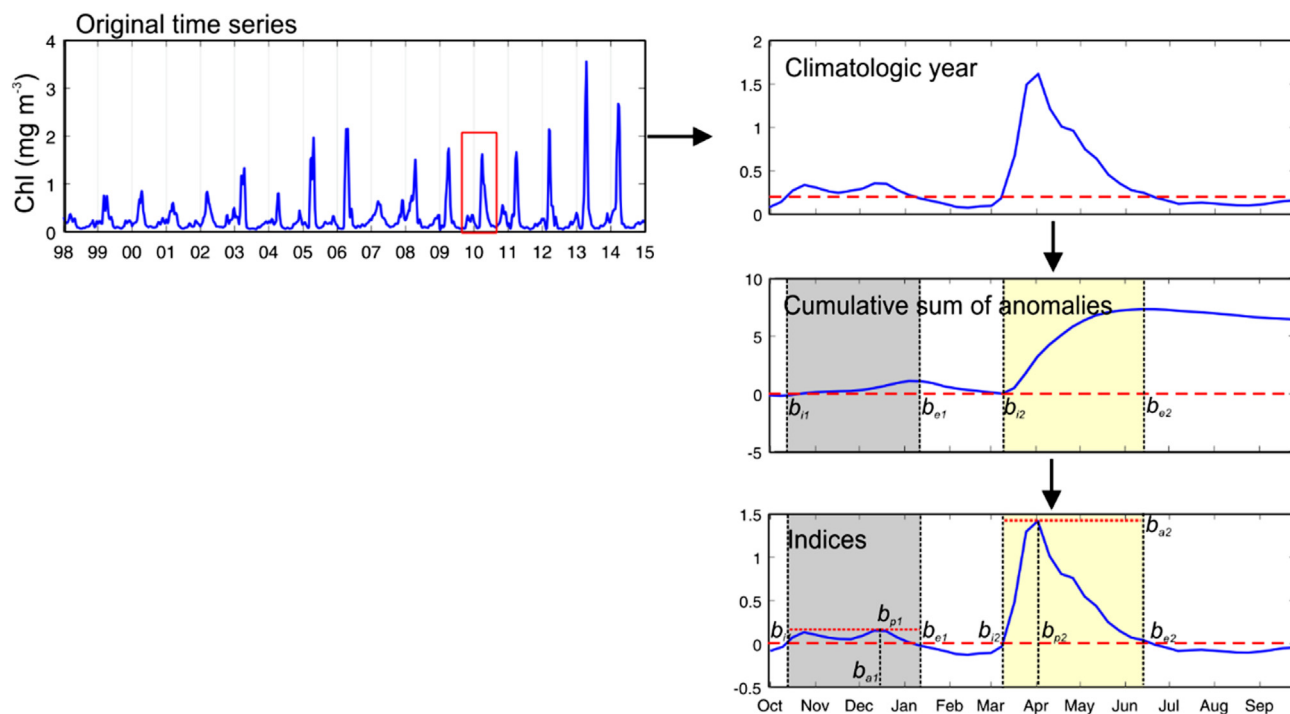 Original time series
Chl (mg m-3)
4
3
2
1
0
98 99 00 01 02 03 04 05 06 07 08 09 10 11 12 13 14 15
Climatologic year
2
1.5
1
0.5
0
Cumulative sum of anomalies
10
5
0
-5
bi1
be1
bi2
be2
Indices
1.5
1
0.5
0
-0.5
ba2
bp1
bi
be1
bi2
bp2
be2
ba1
Oct Nov Dec Jan Feb Mar Apr May Jun Jul Aug Sep